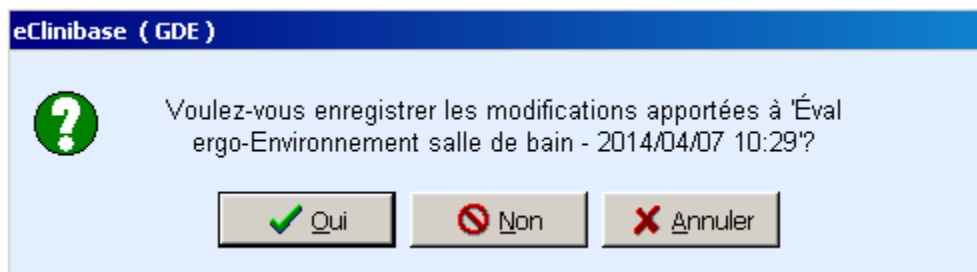 eClinibase ( GDE )
Voulez-vous enregistrer les modifications apportées à 'Éval
ergo-Environnement salle de bain - 2014/04/07 10:29'?
Oui Non Annuler